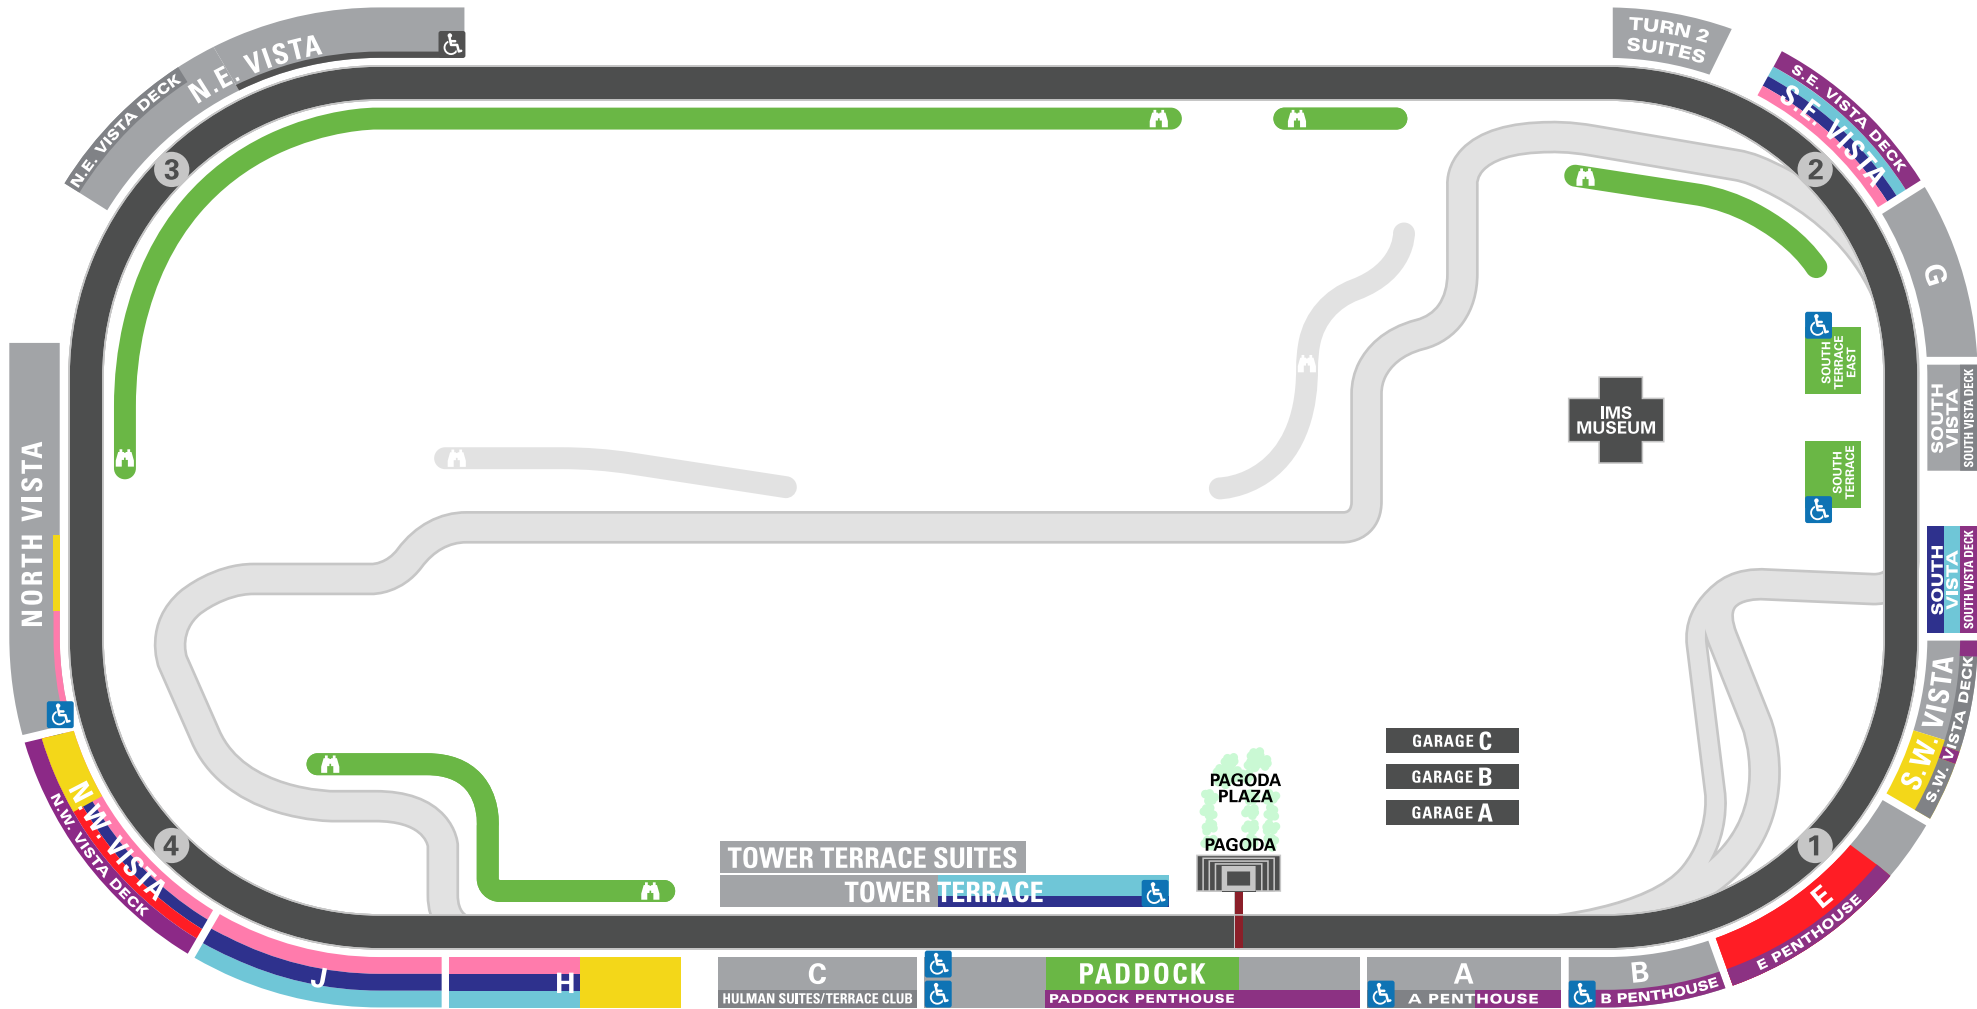 N.E. VISTA
N.E. VISTA DECK
TURN 2
SUITES
S.E. VISTA DECK
S.E. VISTA
3
2
G
SOUTH
TERRACE
EAST
SOUTH
VISTA
SOUTH VISTA DECK
IMS
MUSEUM
SOUTH
TERRACE
NORTH VISTA
SOUTH
VISTA
SOUTH VISTA DECK
S.W. VISTA
S.W. VISTA DECK
GARAGE C
GARAGE B
GARAGE A
PAGODA
PLAZA
PAGODA
N.W. VISTA
N.W. VISTA DECK
4
1
TOWER TERRACE SUITES
TOWER TERRACE
E
E PENTHOUSE
J
H
C
HULMAN SUITES/TERRACE CLUB
PADDOCK
PADDOCK PENTHOUSE
A
A PENTHOUSE
B
B PENTHOUSE